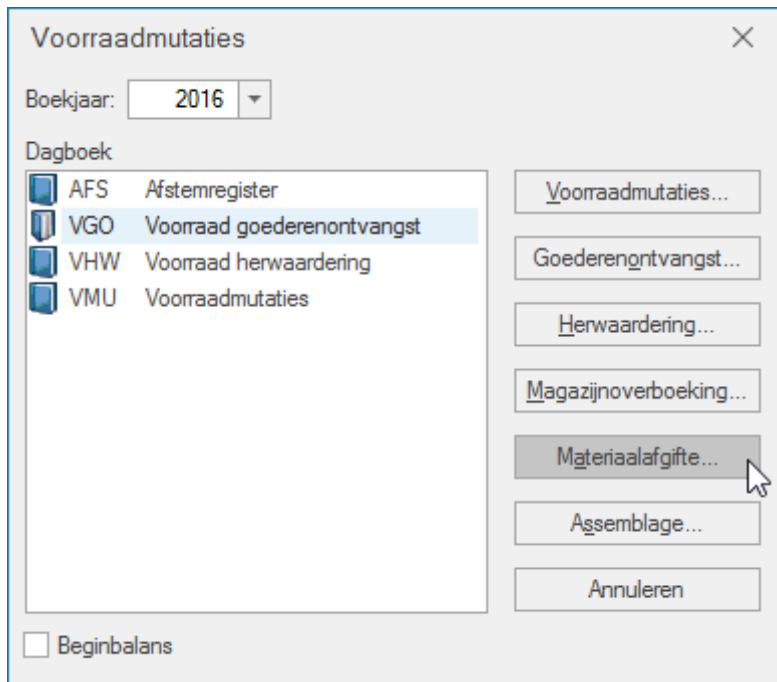 Voorraadmutaties
Boekjaar: 2016
Dagboek
AFS Afstemregister
VGO Voorraad goederenontvangst
VHW Voorraad herwaardering
VMU Voorraadmutaties
Voorraadmutaties...
Goederenontvangst...
Herwaardering...
Magazijnoverboeking...
Materiaalafgifte...
Assemblage...
Annuleren
Beginbalans